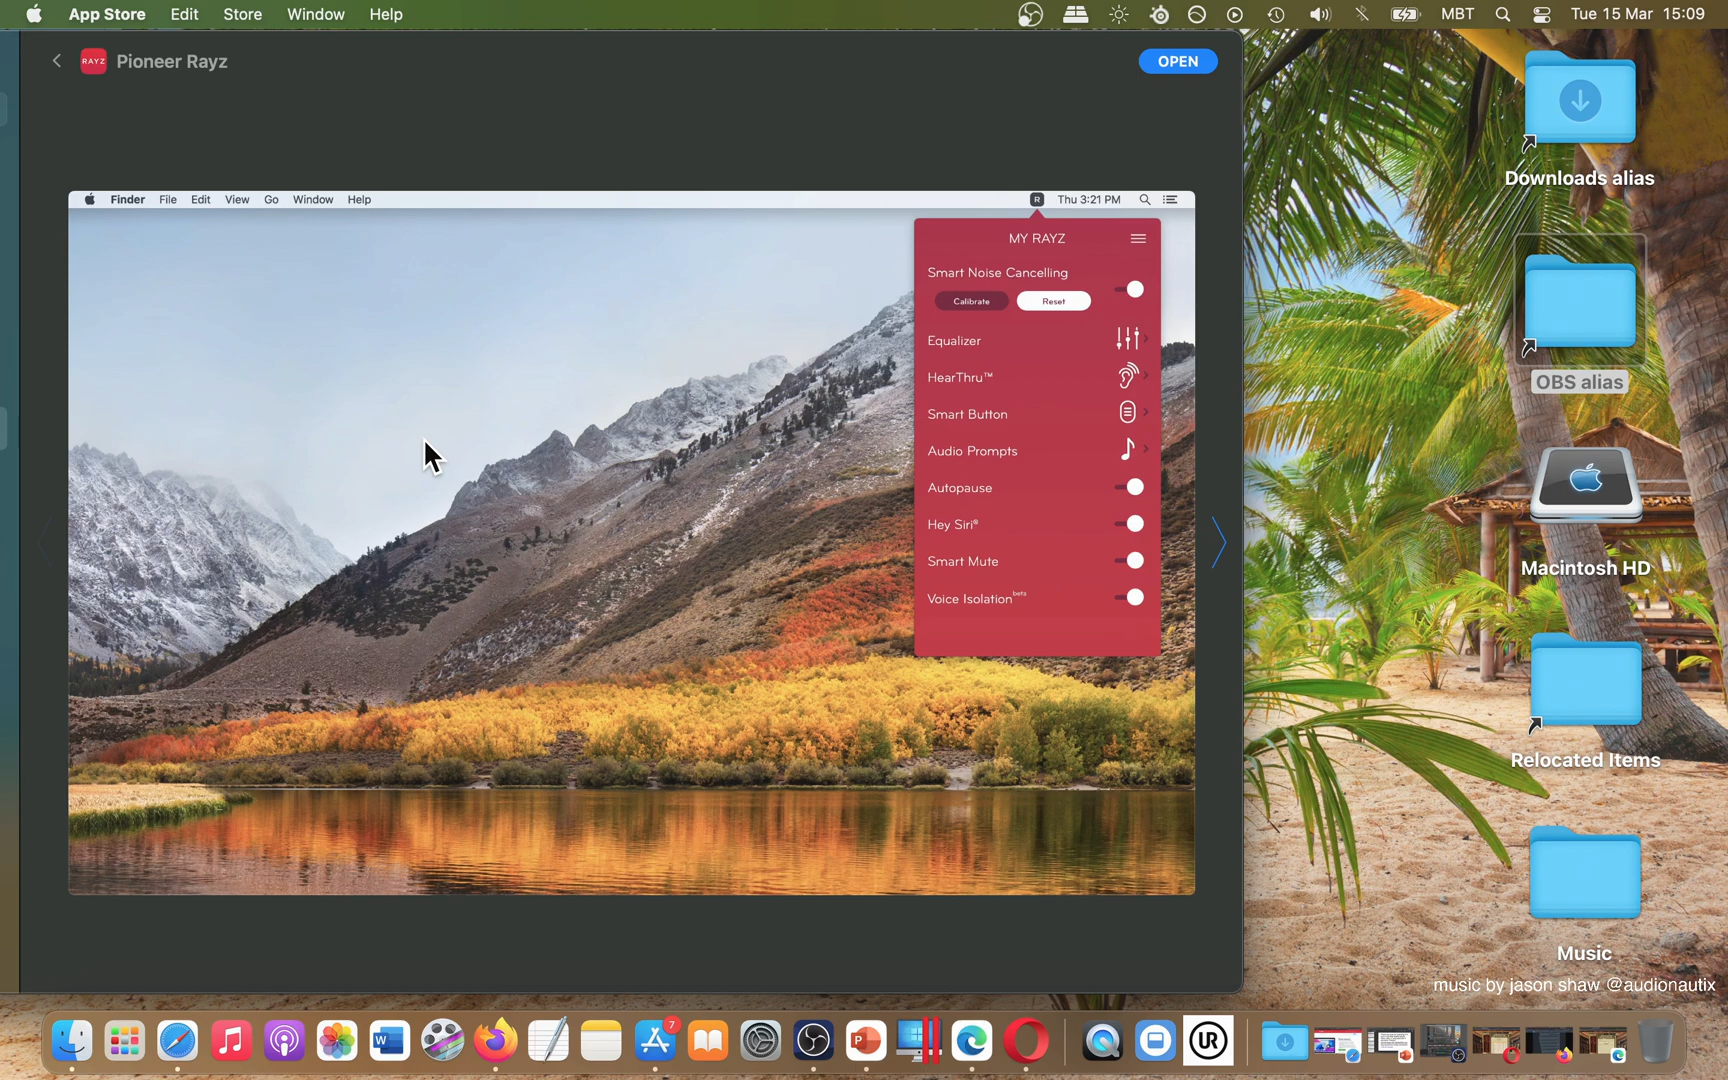 App Store Edit Store Window Help MBT Tue 15 Mar 15:09
RAYZ Pioneer Rayz OPEN
Finder File Edit View Go Window Help R Thu 3:21 PM
MY RAYZ
Smart Noise Cancelling
Calibrate Reset
Equalizer
HearThru™
Smart Button
Audio Prompts
Autopause
Hey Siri®
Smart Mute
Voice Isolation beta
Downloads alias
OBS alias
Macintosh HD
Relocated Items
Music
music by jason shaw @audionautix
W
7
P
UR